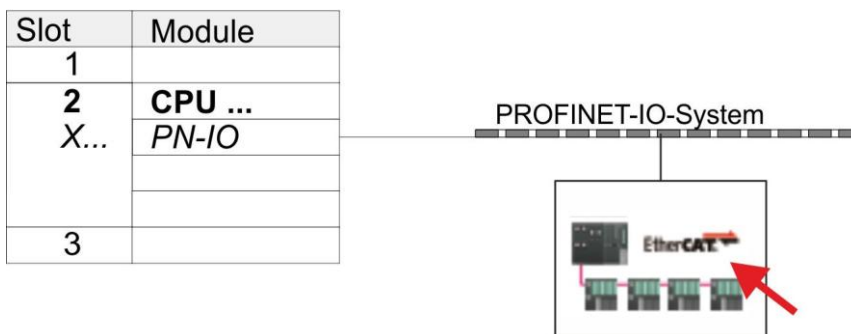 Slot Module
1
2 CPU ...
X... PN-IO
3
PROFINET-IO-System
EtherCAT